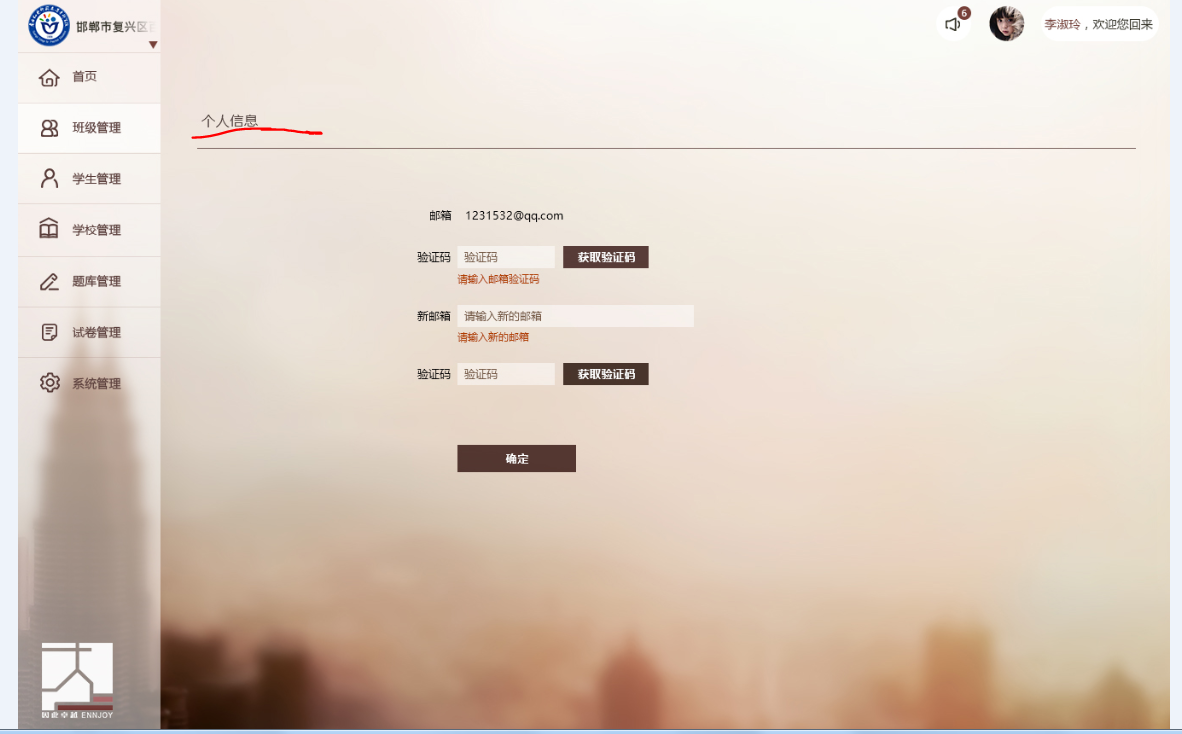 邯郸市复兴区
6
李淑玲，欢迎您回来
首页
班级管理
学生管理
学校管理
题库管理
试卷管理
系统管理
个人信息
邮箱 1231532@qq.com
验证码 验证码 获取验证码
请输入邮箱验证码
新邮箱 请输入新的邮箱
请输入新的邮箱
验证码 验证码 获取验证码
确定
因爱卓越 ENNJOY